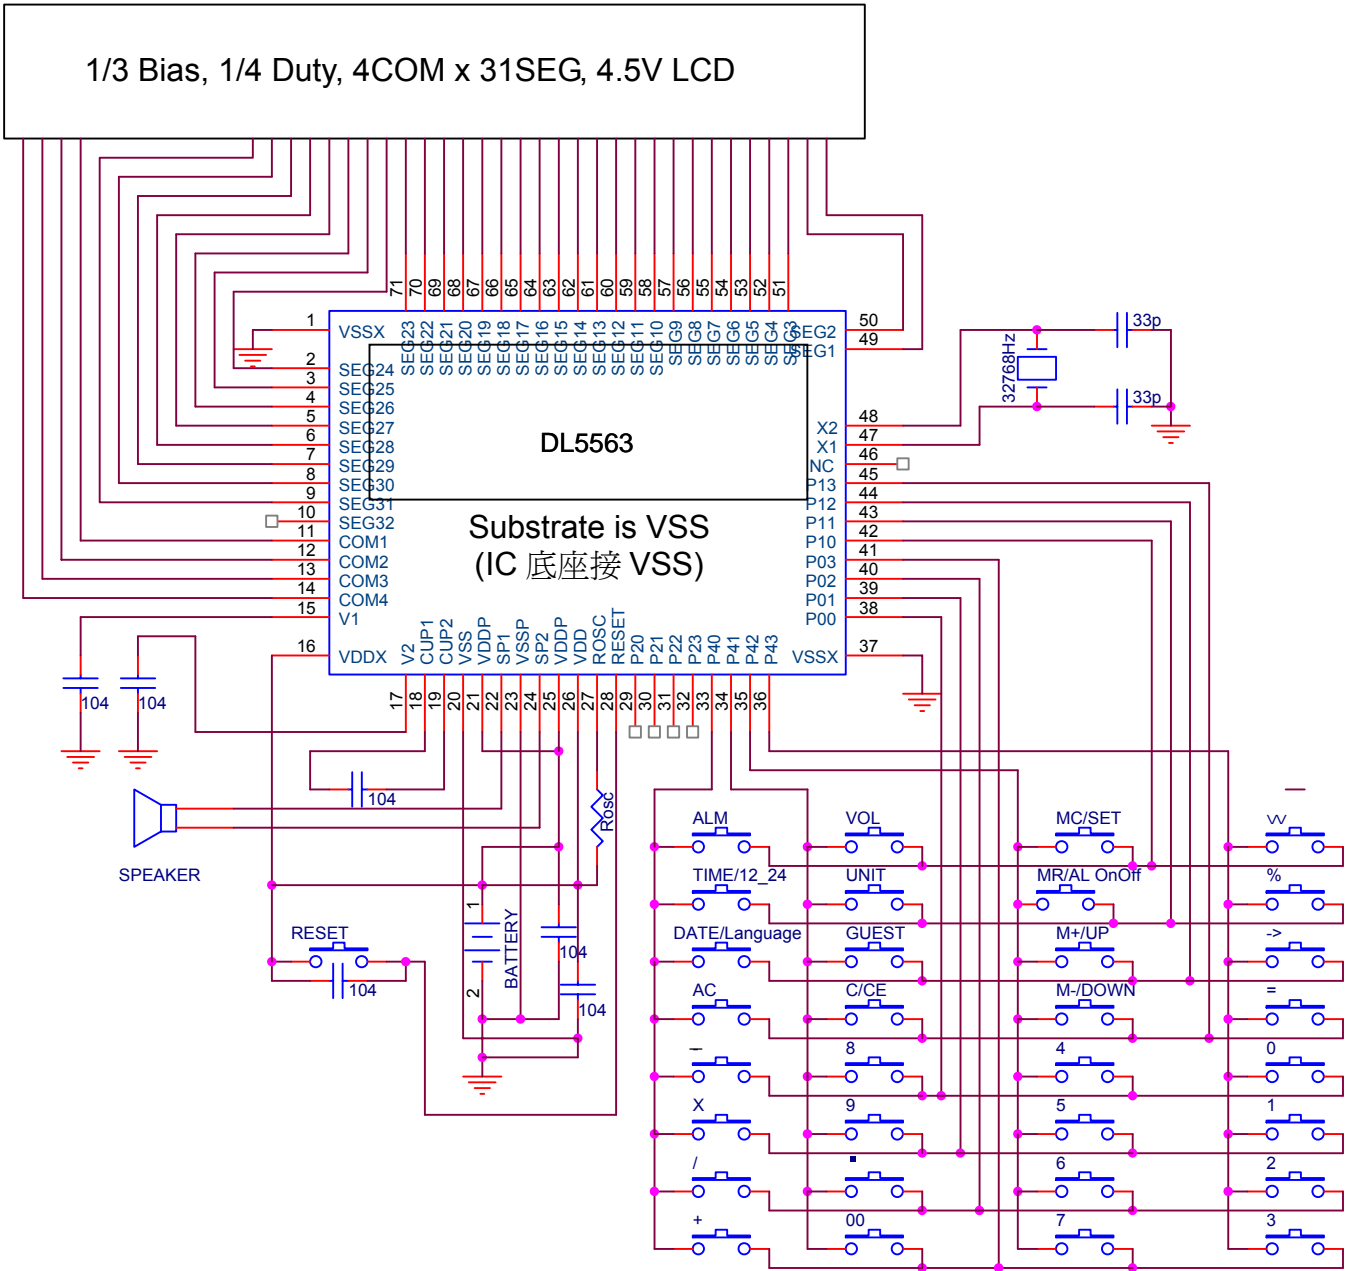 1/3 Bias, 1/4 Duty, 4COM x 31SEG, 4.5V LCD
71 70 69 68 67 66 65 64 63 62 61 60 59 58 57 56 55 54 53 52 51
SEG23 SEG22 SEG21 SEG20 SEG19 SEG18 SEG17 SEG16 SEG15 SEG14 SEG13 SEG12 SEG11 SEG10 SEG9 SEG8 SEG7 SEG6 SEG5 SEG4 SEG3
1 VSSX
2 SEG24
3 SEG25
4 SEG26
5 SEG27
6 SEG28
7 SEG29
8 SEG30
9 SEG31
10 SEG32
11 COM1
12 COM2
13 COM3
14 COM4
15 V1
16 VDDX
DL5563
Substrate is VSS
(IC 底座接 VSS)
SEG2 50
SEG1 49
X2 48
X1 47
NC 46
P13 45
P12 44
P11 43
P10 42
P03 41
P02 40
P01 39
P00 38
VSSX 37
32768Hz
33p
33p
V2 CUP1 CUP2 VSS VDDP SP1 VSSP SP2 VDDP VDD ROSC RESET P20 P21 P22 P23 P40 P41 P42 P43
17 18 19 20 21 22 23 24 25 26 27 28 29 30 31 32 33 34 35 36
104
104
104
Rosc
SPEAKER
RESET
104
1
2
BATTERY
104
104
ALM VOL MC/SET
TIME/12_24 UNIT MR/AL OnOff %
DATE/Language GUEST M+/UP ->
AC C/CE M-/DOWN =
— 8 4 0
X 9 5 1
/ . 6 2
+ 00 7 3